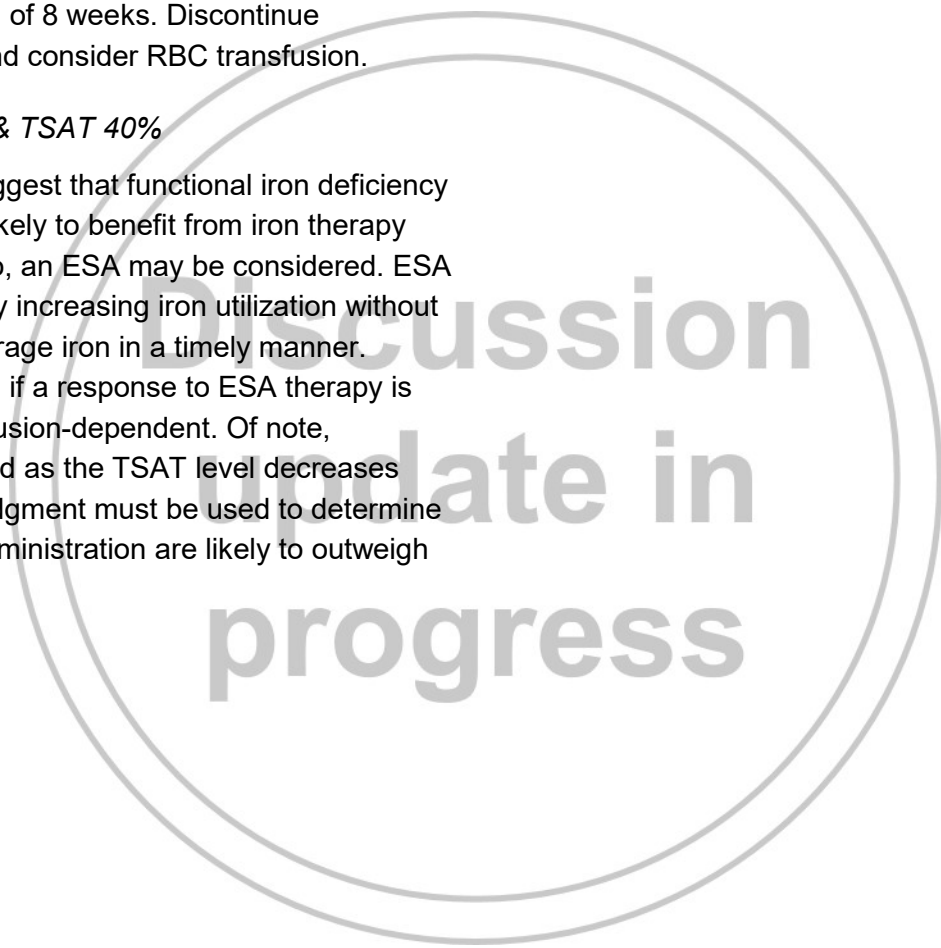 of 8 weeks. Discontinue
nd consider RBC transfusion.
& TSAT 40%
ggest that functional iron deficiency
kely to benefit from iron therapy
o, an ESA may be considered. ESA
y increasing iron utilization without
rage iron in a timely manner.
if a response to ESA therapy is
usion-dependent. Of note,
d as the TSAT level decreases
dgment must be used to determine
ministration are likely to outweigh
Discussion
update in
progress